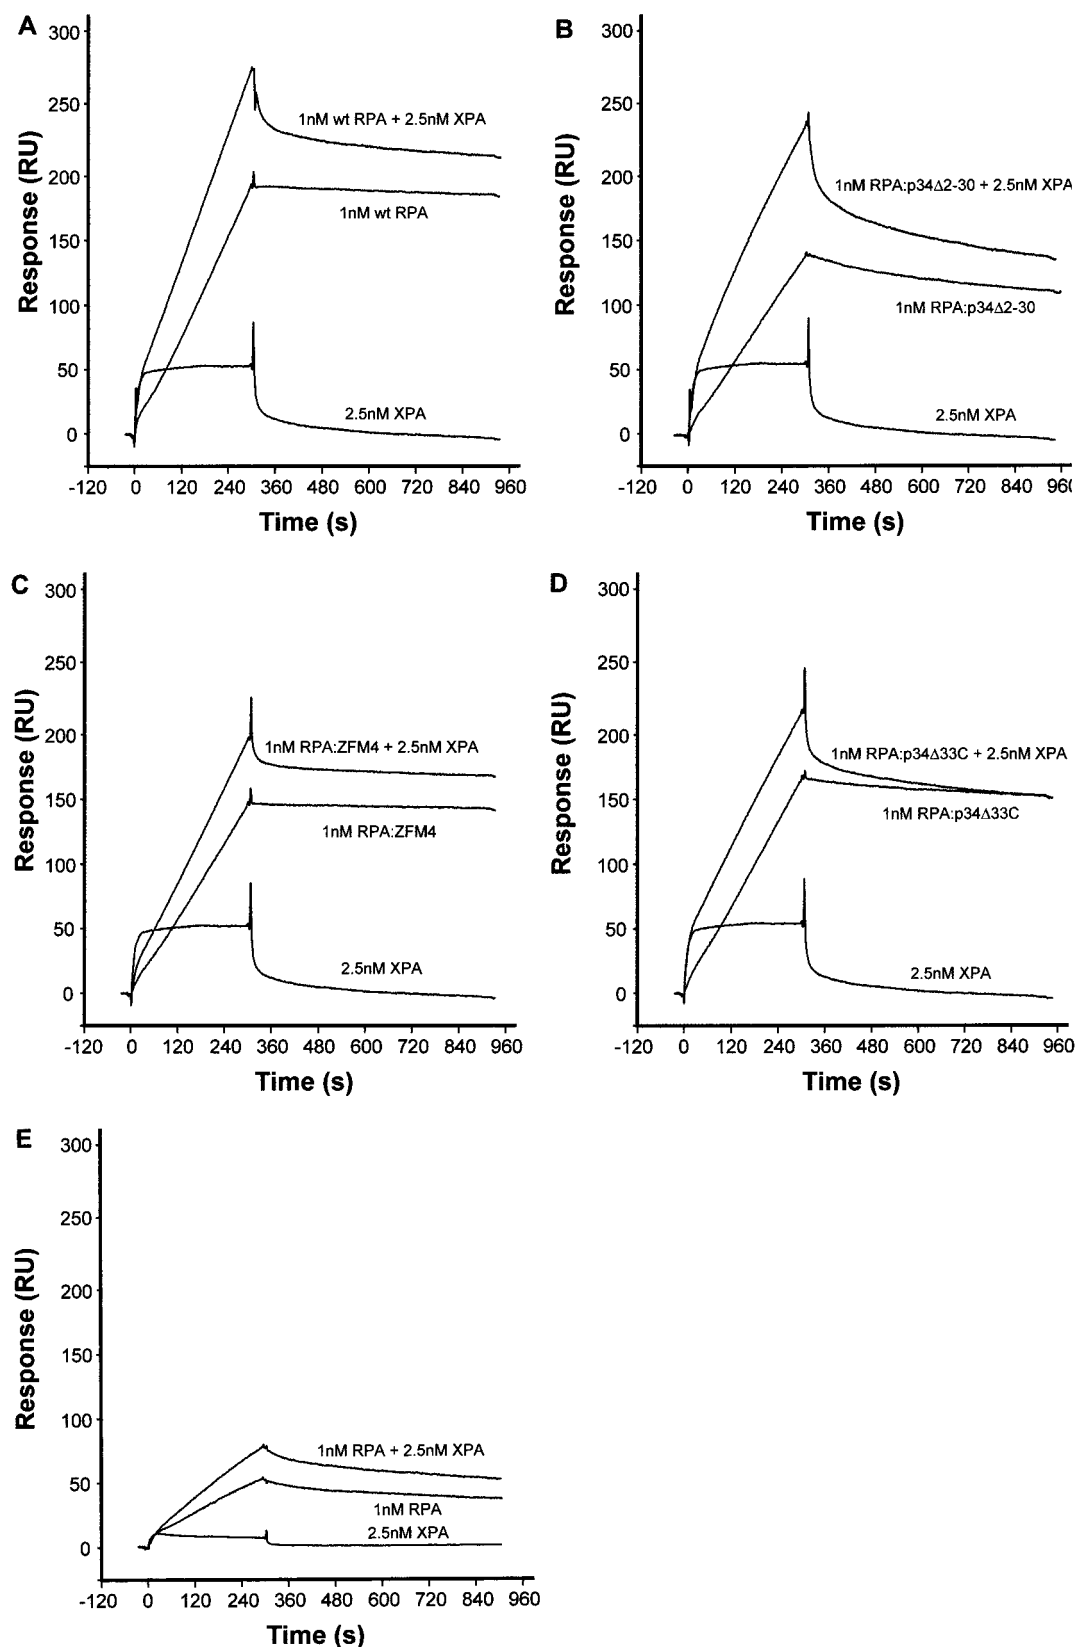 A
300
250
200
150
100
50
0
Response (RU)
1nM wt RPA + 2.5nM XPA
1nM wt RPA
2.5nM XPA
-120 0 120 240 360 480 600 720 840 960
Time (s)
B
300
250
200
150
100
50
0
Response (RU)
1nM RPA:p34Δ2-30 + 2.5nM XPA
1nM RPA:p34Δ2-30
2.5nM XPA
-120 0 120 240 360 480 600 720 840 960
Time (s)
C
300
250
200
150
100
50
0
Response (RU)
1nM RPA:ZFM4 + 2.5nM XPA
1nM RPA:ZFM4
2.5nM XPA
-120 0 120 240 360 480 600 720 840 960
Time (s)
D
300
250
200
150
100
50
0
Response (RU)
1nM RPA:p34Δ33C + 2.5nM XPA
1nM RPA:p34Δ33C
2.5nM XPA
-120 0 120 240 360 480 600 720 840 960
Time (s)
E
300
250
200
150
100
50
0
Response (RU)
1nM RPA + 2.5nM XPA
1nM RPA
2.5nM XPA
-120 0 120 240 360 480 600 720 840 960
Time (s)